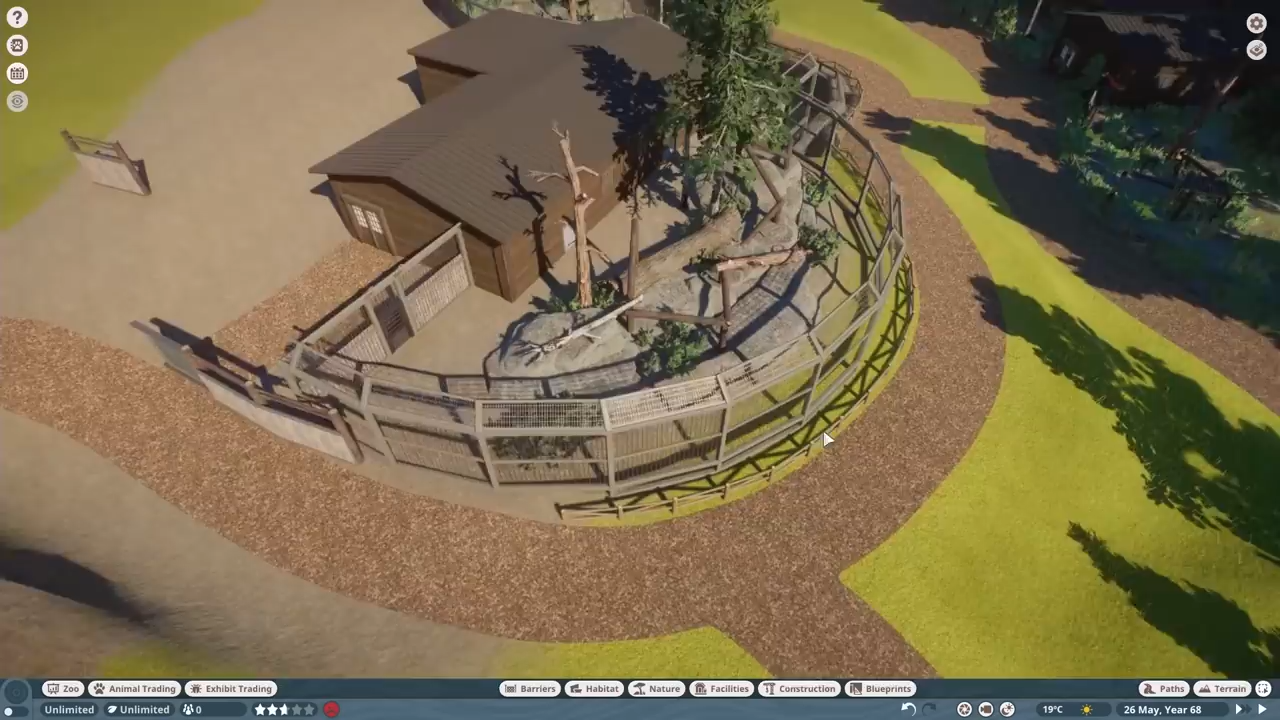 ?
Zoo
Animal Trading
Exhibit Trading
Barriers
Habitat
Nature
Facilities
Construction
Blueprints
Paths
Terrain
Unlimited
Unlimited
0
19°C
26 May, Year 68